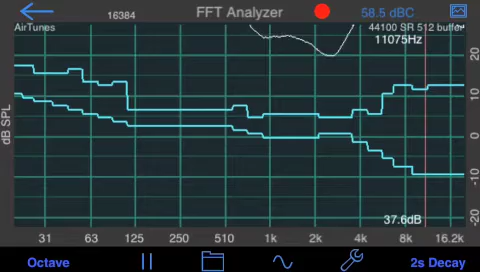 16384 FFT Analyzer 58.5 dBC
AirTunes 44100 SR 512 buffer
11075Hz
dB SPL
10
0
-10
-20
37.6dB
31 63 125 250 510 1k 2k 4k 8k 16.2k
Octave 2s Decay